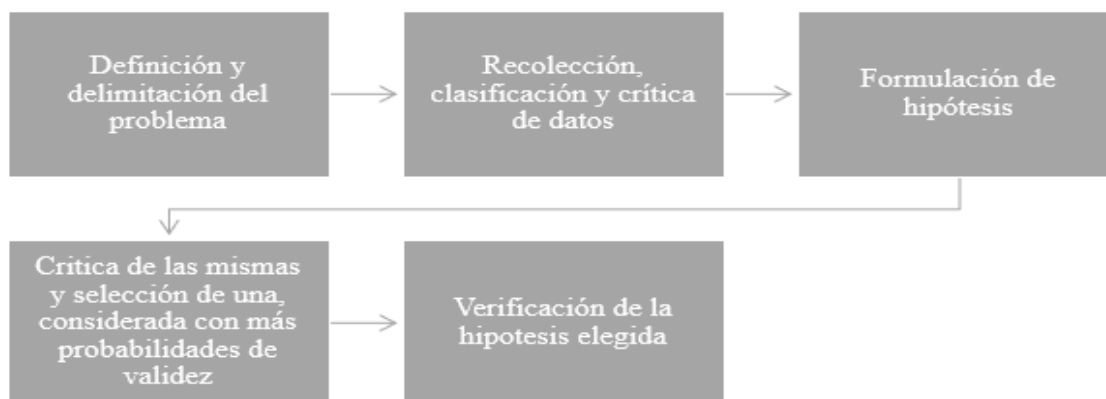 Definición y
delimitación del
problema
Recolección,
clasificación y crítica
de datos
Formulación de
hipótesis
Critica de las mismas
y selección de una,
considerada con más
probabilidades de
validez
Verificación de la
hipotesis elegida